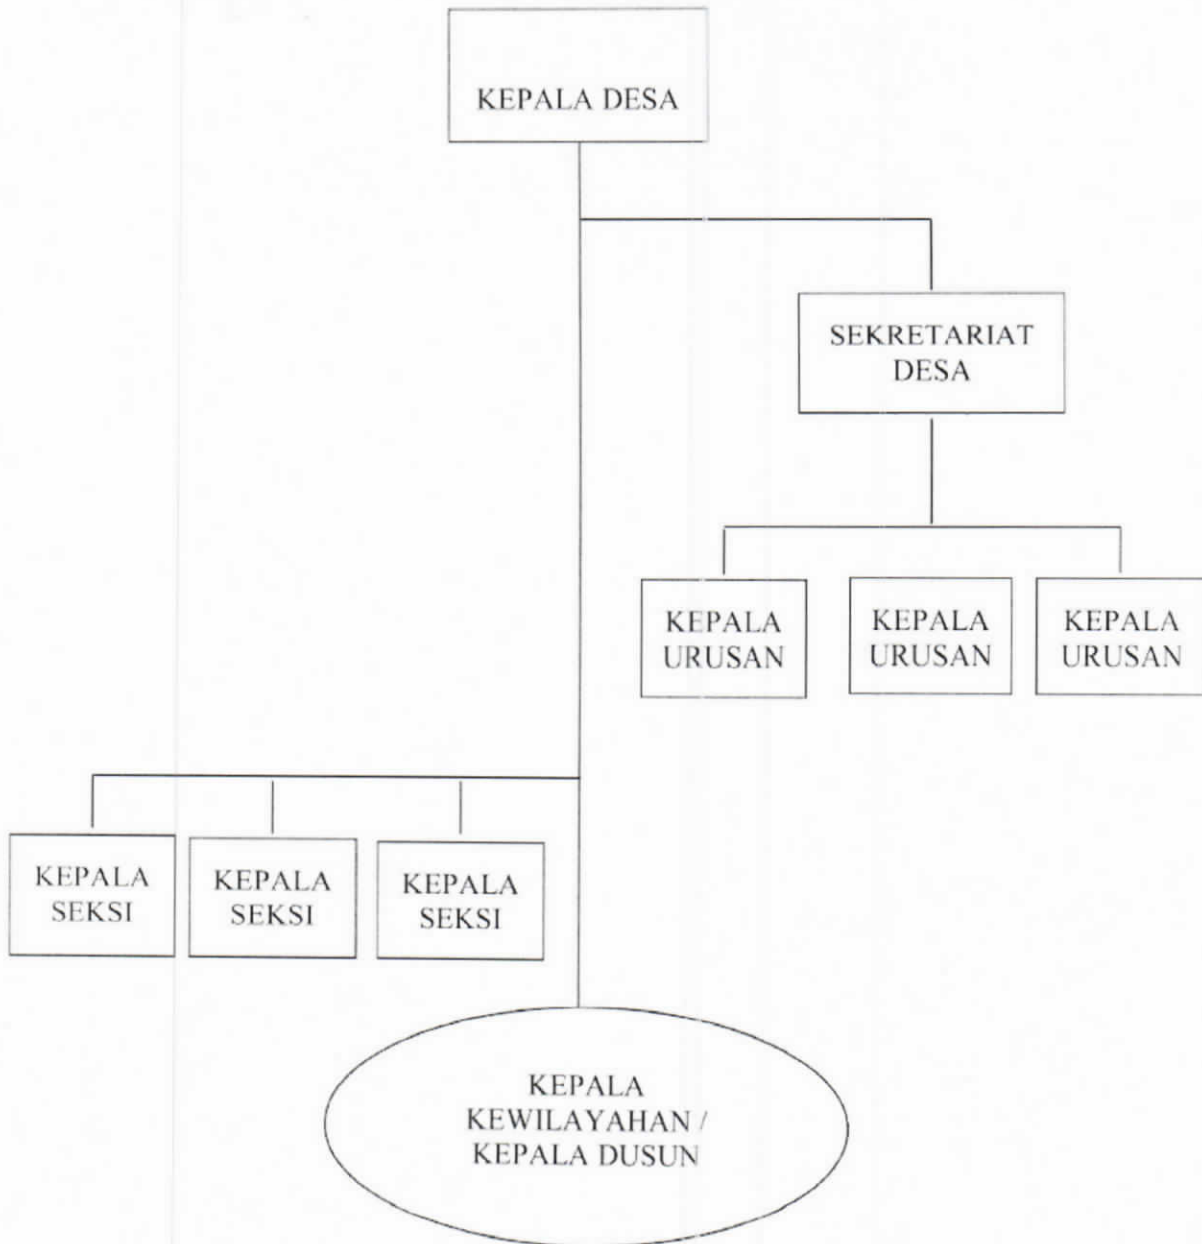 KEPALA DESA
SEKRETARIAT
DESA
KEPALA
URUSAN
KEPALA
URUSAN
KEPALA
URUSAN
KEPALA
SEKSI
KEPALA
SEKSI
KEPALA
SEKSI
KEPALA
KEWILAYAHAN /
KEPALA DUSUN